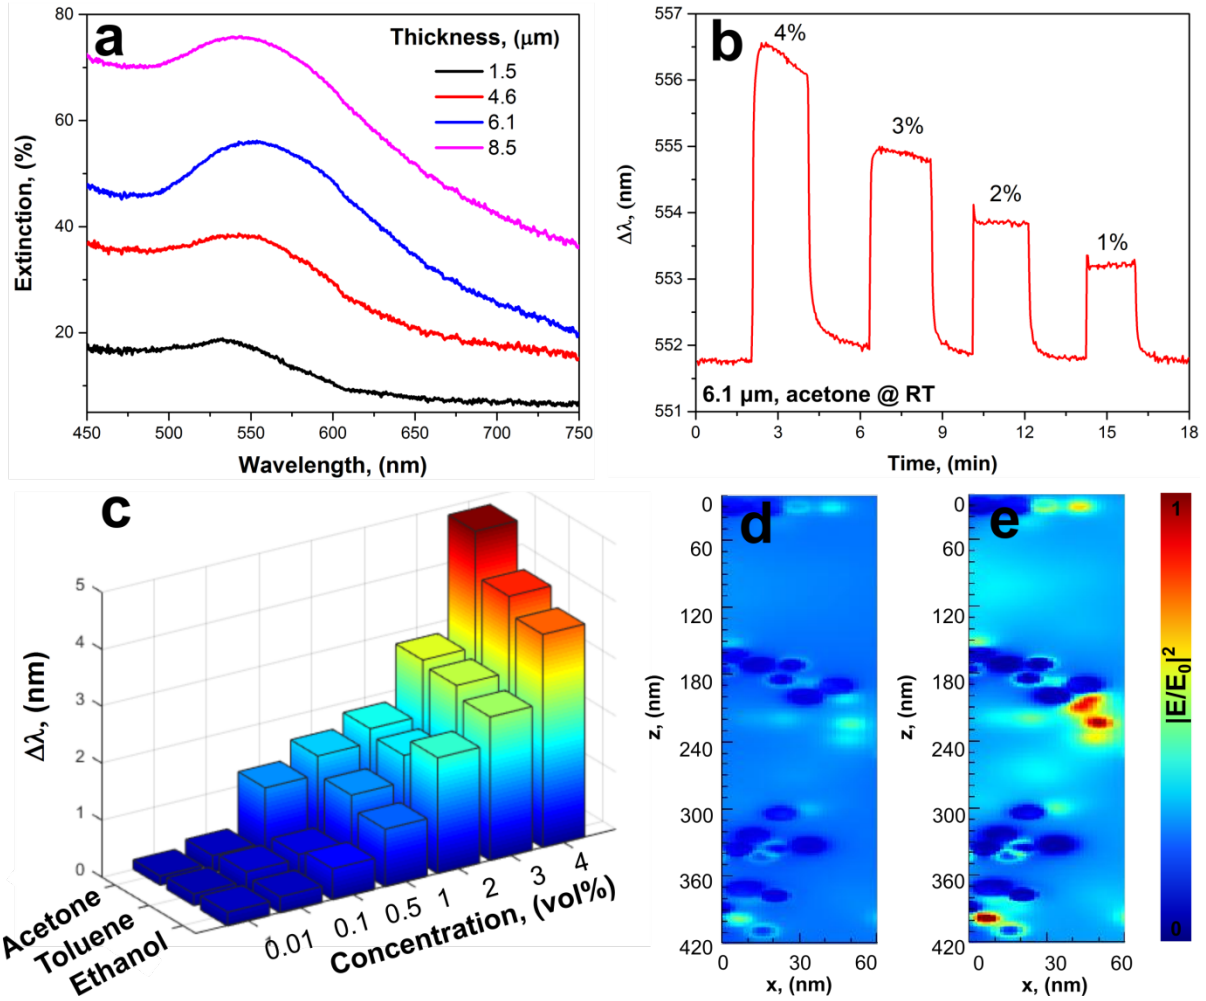 a
Thickness, (μm)
1.5
4.6
6.1
8.5
80
60
40
20
Extinction, (%)
450 500 550 600 650 700 750
Wavelength, (nm)
b
557
556
555
554
553
552
551
Δλ, (nm)
4%
3%
2%
1%
6.1 μm, acetone @ RT
0 3 6 9 12 15 18
Time, (min)
c
5
4
3
2
1
0
Δλ, (nm)
Acetone
Toluene
Ethanol
0.01 0.1 0.5 1 2 3 4
Concentration, (vol%)
d
0
60
120
180
240
300
360
420
z, (nm)
0 30 60
x, (nm)
e
0
60
120
180
240
300
360
420
z, (nm)
0 30 60
x, (nm)
1
|E/E0|2
0